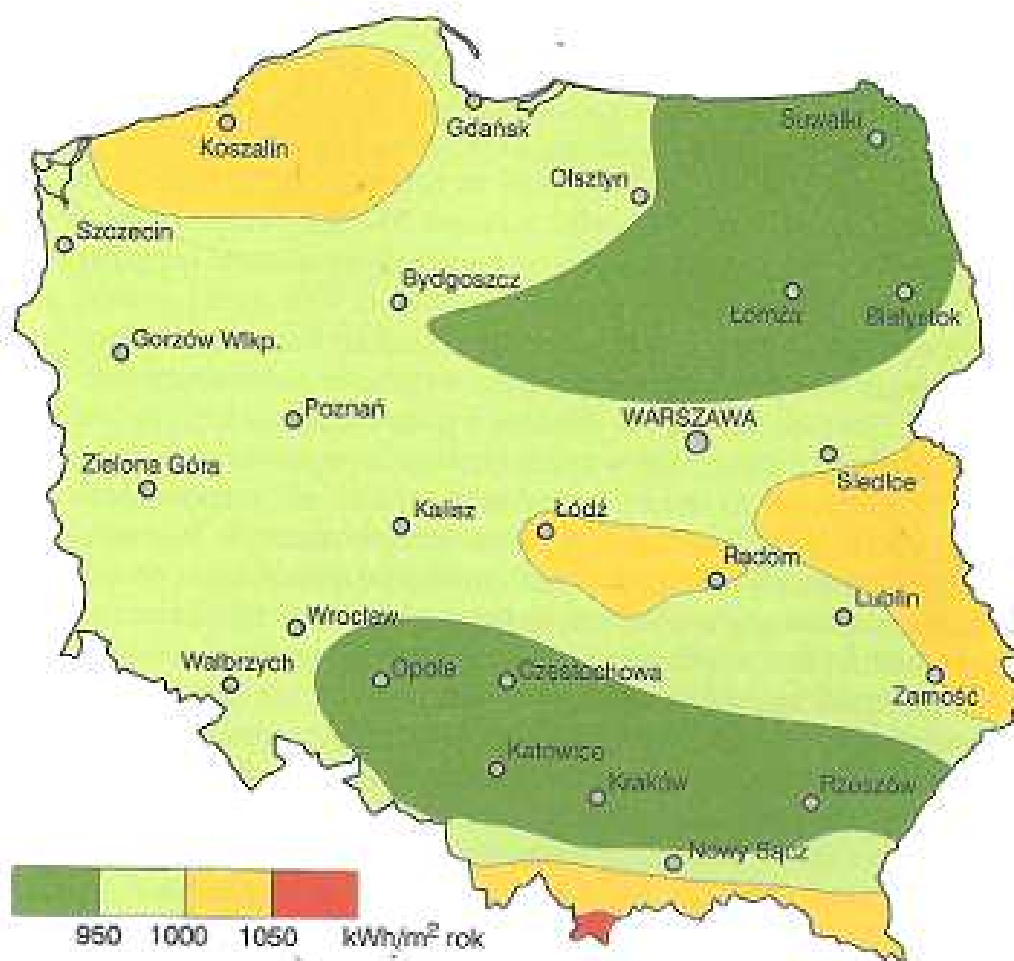 Koszalin
Gdańsk
Suwałki
Olsztyn
Szczecin
Bydgoszcz
Łomża
Białystok
Gorzów Wlkp.
Poznań
WARSZAWA
Zielona Góra
Siedlce
Kalisz
Łódź
Radom
Lublin
Wrocław
Wałbrzych
Opole
Częstochowa
Zamość
Katowice
Kraków
Rzeszów
Nowy Sącz
950 1000 1050 kWh/m² rok